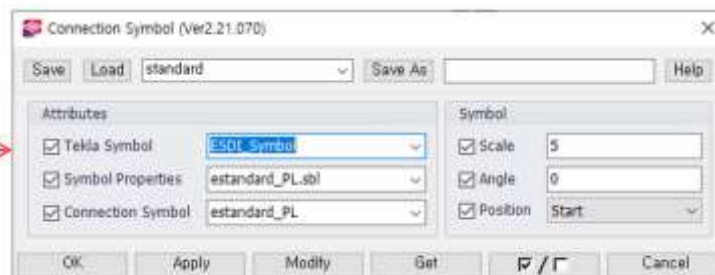 Connection Symbol (Ver2.21.070)
Save Load standard Save As Help
Attributes Symbol
Tekla Symbol ESDI_Symbol Scale 5
Symbol Properties estandard_PL.sbl Angle 0
Connection Symbol estandard_PL Position Start
OK Apply Modify Get / Cancel